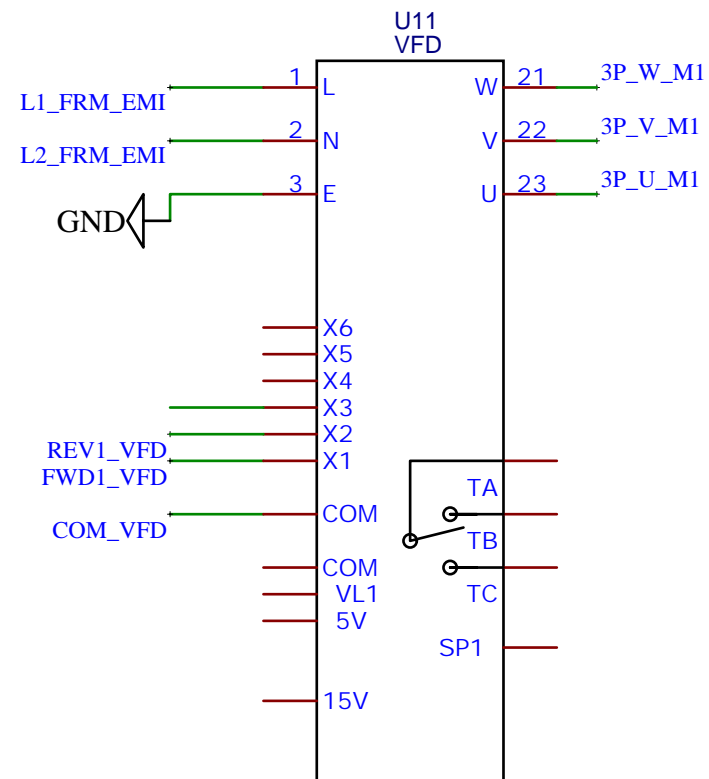 U11
VFD
1
L
L1_FRM_EMI
2
N
L2_FRM_EMI
3
E
GND
W
21
3P_W_M1
V
22
3P_V_M1
U
23
3P_U_M1
X6
X5
X4
X3
X2
REV1_VFD
X1
FWD1_VFD
COM
COM_VFD
COM
VL1
5V
15V
TA
TB
TC
SP1